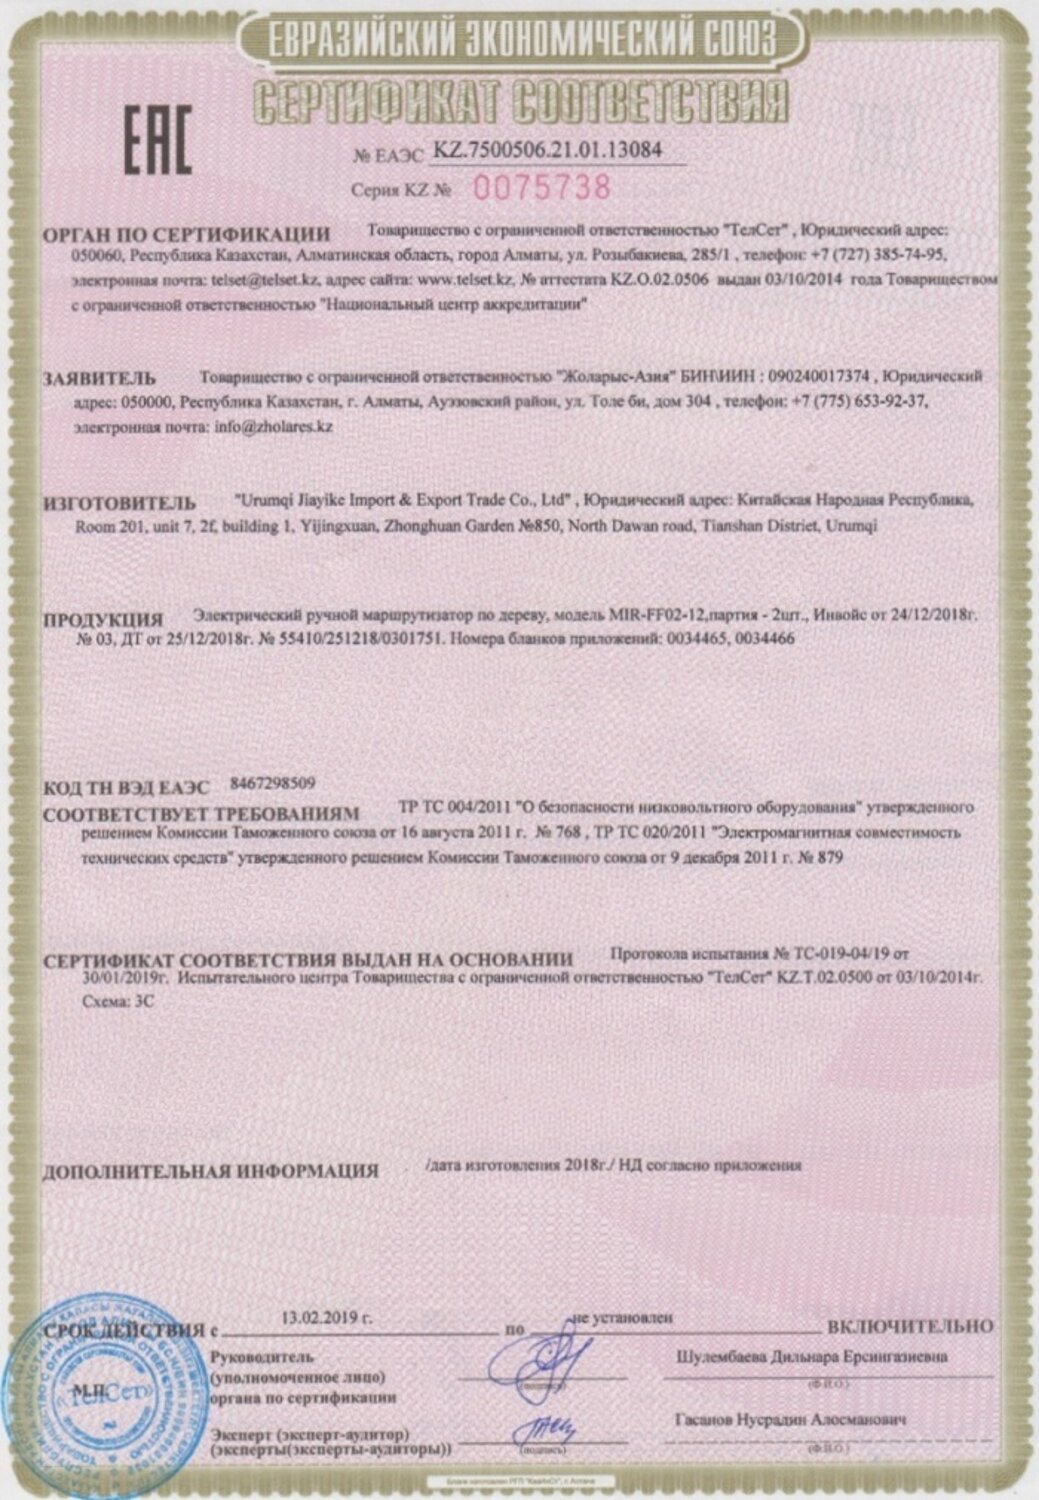 ЕВРАЗИЙСКИЙ ЭКОНОМИЧЕСКИЙ СОЮЗ
СЕРТИФИКАТ СООТВЕТСТВИЯ
ЕАС
№ ЕАЭС KZ.7500506.21.01.13084
Серия KZ № 0075738
ОРГАН ПО СЕРТИФИКАЦИИ Товарищество с ограниченной ответственностью "ТелСет" , Юридический адрес:
050060, Республика Казахстан, Алматинская область, город Алматы, ул. Розыбакиева, 285/1 , телефон: +7 (727) 385-74-95,
электронная почта: telset@telset.kz, адрес сайта: www.telset.kz, № аттестата KZ.O.02.0506 выдан 03/10/2014 года Товариществом
с ограниченной ответственностью "Национальный центр аккредитации"
ЗАЯВИТЕЛЬ Товарищество с ограниченной ответственностью "Жоларыс-Азия" БИН\ИИН : 090240017374 , Юридический
адрес: 050000, Республика Казахстан, г. Алматы, Ауэзовский район, ул. Толе би, дом 304 , телефон: +7 (775) 653-92-37,
электронная почта: info@zholares.kz
ИЗГОТОВИТЕЛЬ "Urumqi Jiayike Import & Export Trade Co., Ltd" , Юридический адрес: Китайская Народная Республика,
Room 201, unit 7, 2f, building 1, Yijingxuan, Zhonghuan Garden №850, North Dawan road, Tianshan District, Urumqi
ПРОДУКЦИЯ Электрический ручной маршрутизатор по дереву, модель MIR-FF02-12,партия - 2шт., Инвойс от 24/12/2018г.
№ 03, ДТ от 25/12/2018г. № 55410/251218/0301751. Номера бланков приложений: 0034465, 0034466
КОД ТН ВЭД ЕАЭС 8467298509
СООТВЕТСТВУЕТ ТРЕБОВАНИЯМ ТР ТС 004/2011 "О безопасности низковольтного оборудования" утвержденного
решением Комиссии Таможенного союза от 16 августа 2011 г. № 768 , ТР ТС 020/2011 "Электромагнитная совместимость
технических средств" утвержденного решением Комиссии Таможенного союза от 9 декабря 2011 г. № 879
СЕРТИФИКАТ СООТВЕТСТВИЯ ВЫДАН НА ОСНОВАНИИ Протокола испытания № ТС-019-04/19 от
30/01/2019г. Испытательного центра Товарищества с ограниченной ответственностью "ТелСет" KZ.T.02.0500 от 03/10/2014г.
Схема: 3С
ДОПОЛНИТЕЛЬНАЯ ИНФОРМАЦИЯ /дата изготовления 2018г./ НД согласно приложения
СРОК ДЕЙСТВИЯ с 13.02.2019 г. по не установлен ВКЛЮЧИТЕЛЬНО
Руководитель
(уполномоченное лицо)
органа по сертификации
(подпись)
Шулембаева Дильнара Ерсингазиевна
(Ф.И.О.)
М.П.
«ТелСет»
Эксперт (эксперт-аудитор)
(эксперты(эксперты-аудиторы))
(подпись)
Гасанов Нусрадин Алосманович
(Ф.И.О.)